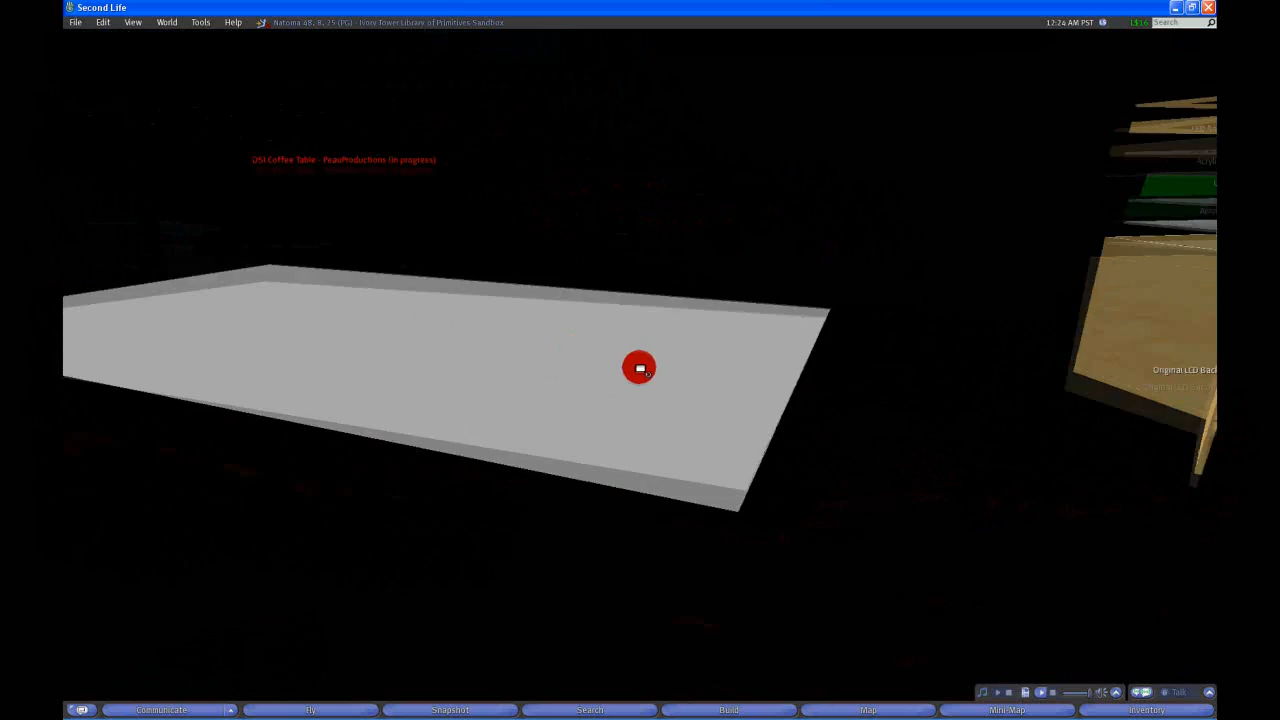 Second Life
File Edit View World Tools Help Natoma 48, 8, 25 (PG) - Ivory Tower Library of Primitives Sandbox 12:24 AM PST L$16 Search
DSI Coffee Table - PeauProductions (in progress)
Original LCD Back
Talk
Communicate Fly Snapshot Search Build Map Mini-Map Inventory